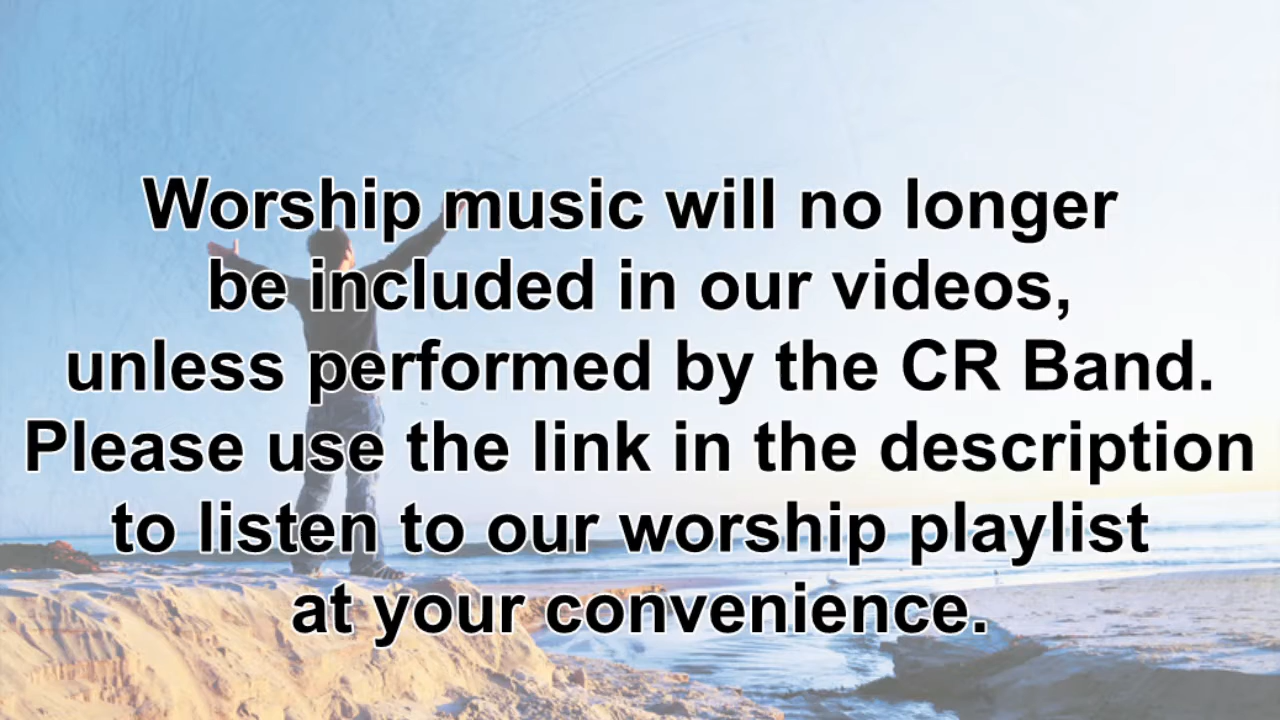 Worship music will no longer
be included in our videos,
unless performed by the CR Band.
Please use the link in the description
to listen to our worship playlist
at your convenience.